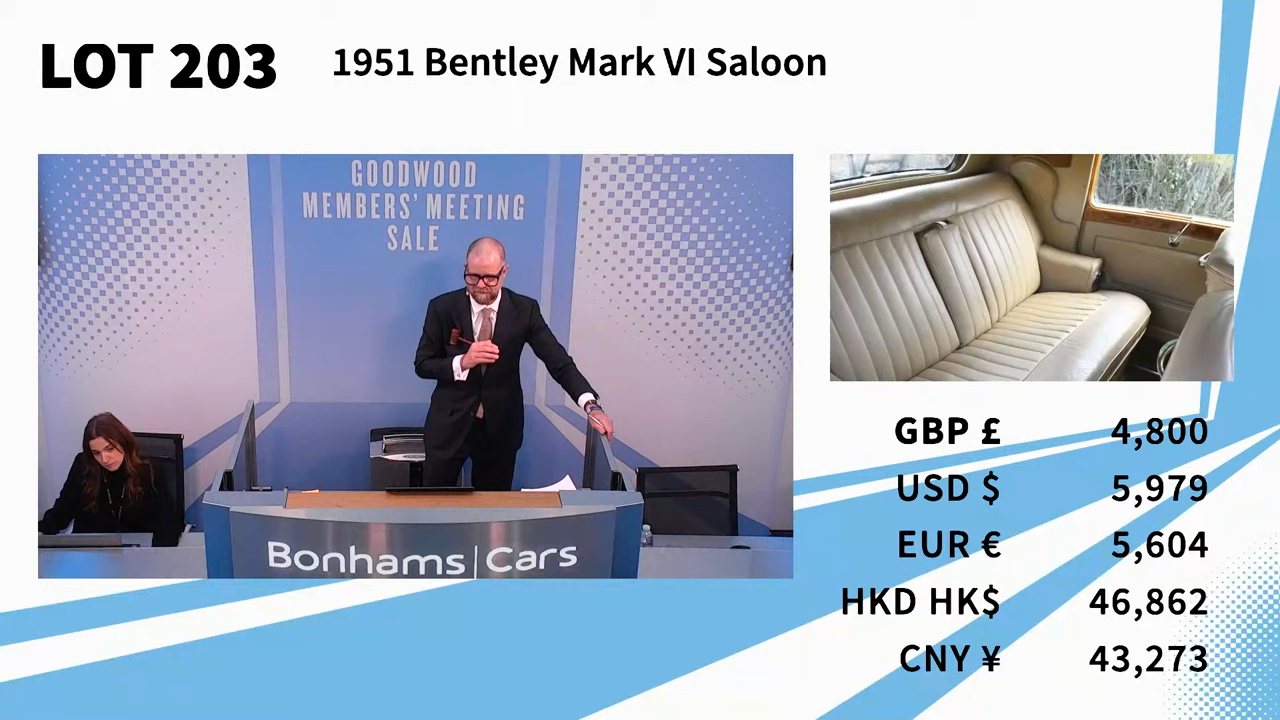 LOT 203
1951 Bentley Mark VI Saloon
GOODWOOD
MEMBERS' MEETING
SALE
Bonhams|Cars
GBP £ 4,800
USD $ 5,979
EUR € 5,604
HKD HK$ 46,862
CNY ¥ 43,273